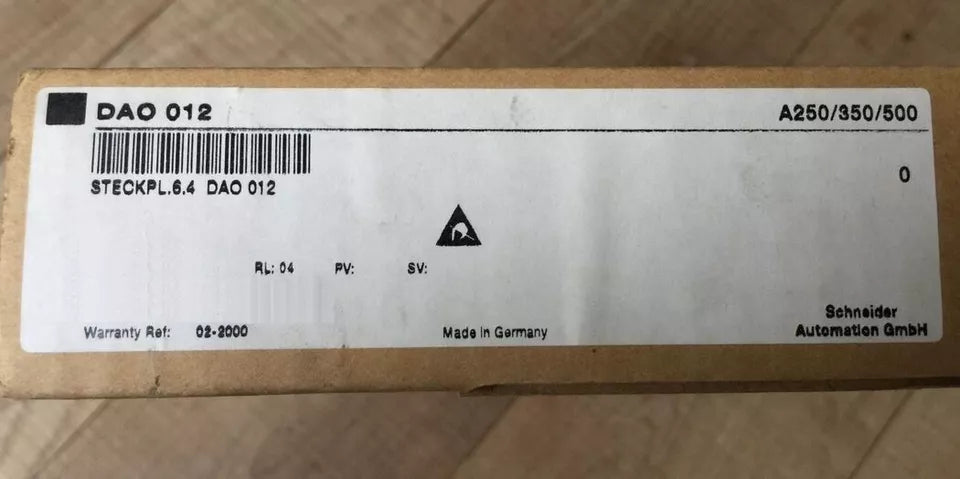 DAO 012 A250/350/500
STECKPL.6.4 DAO 012
0
RL: 04 PV: SV:
Schneider
Warranty Ref: 02-2000 Made in Germany Automation GmbH